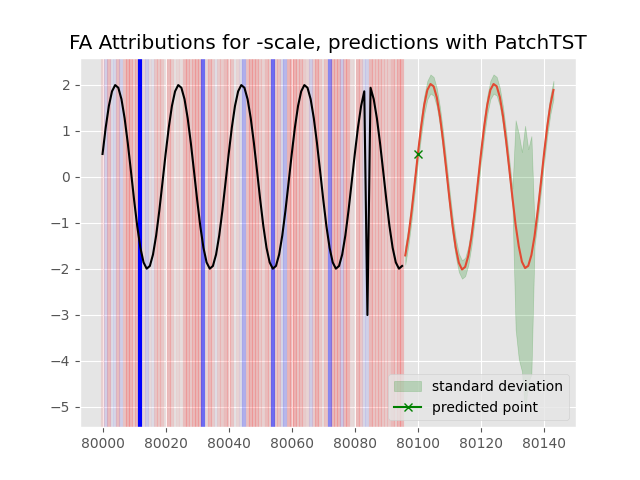 FA Attributions for -scale, predictions with PatchTST
2
1
0
−1
−2
−3
−4
−5
standard deviation
predicted point
80000 80020 80040 80060 80080 80100 80120 80140